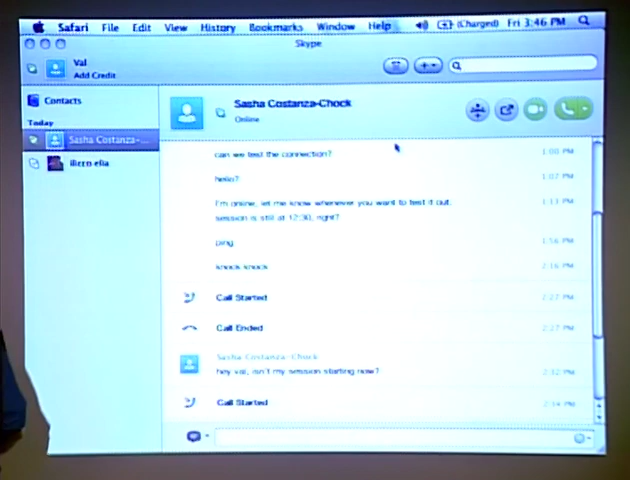 Safari File Edit View History Bookmarks Window Help (Charged) Fri 3:46 PM
Skype
Val
Add Credit
Contacts
Today
Sasha Costanza-...
Sasha Costanza-Chock
Online
can we test the connection? 1:00 PM
hello? 1:07 PM
I'm online, let me know whenever you want to test it out. 1:11 PM
session is still at 12:30, right?
ping 1:56 PM
knock knock 2:16 PM
Call Started 2:27 PM
Call Ended 2:27 PM
Sasha Costanza-Chock
hey val, isn't my session starting now? 2:32 PM
Call Started 2:34 PM